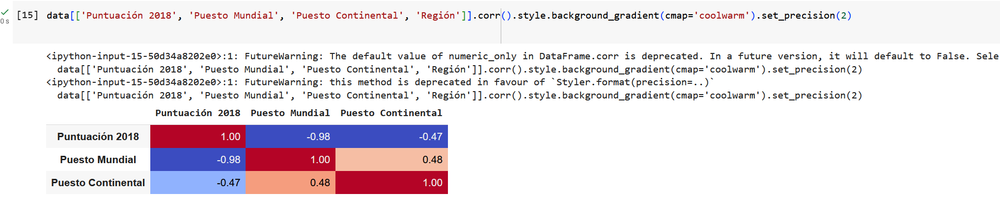 [15] data[['Puntuación 2018', 'Puesto Mundial', 'Puesto Continental', 'Región']].corr().style.background_gradient(cmap='coolwarm').set_precision(2)
0 s
<ipython-input-15-50d34a8202e0>:1: FutureWarning: The default value of numeric_only in DataFrame.corr is deprecated. In a future version, it will default to False. Sele
data[['Puntuación 2018', 'Puesto Mundial', 'Puesto Continental', 'Región']].corr().style.background_gradient(cmap='coolwarm').set_precision(2)
<ipython-input-15-50d34a8202e0>:1: FutureWarning: this method is deprecated in favour of `Styler.format(precision=..)`
data[['Puntuación 2018', 'Puesto Mundial', 'Puesto Continental', 'Región']].corr().style.background_gradient(cmap='coolwarm').set_precision(2)
Puntuación 2018 Puesto Mundial Puesto Continental
Puntuación 2018 1.00 -0.98 -0.47
Puesto Mundial -0.98 1.00 0.48
Puesto Continental -0.47 0.48 1.00